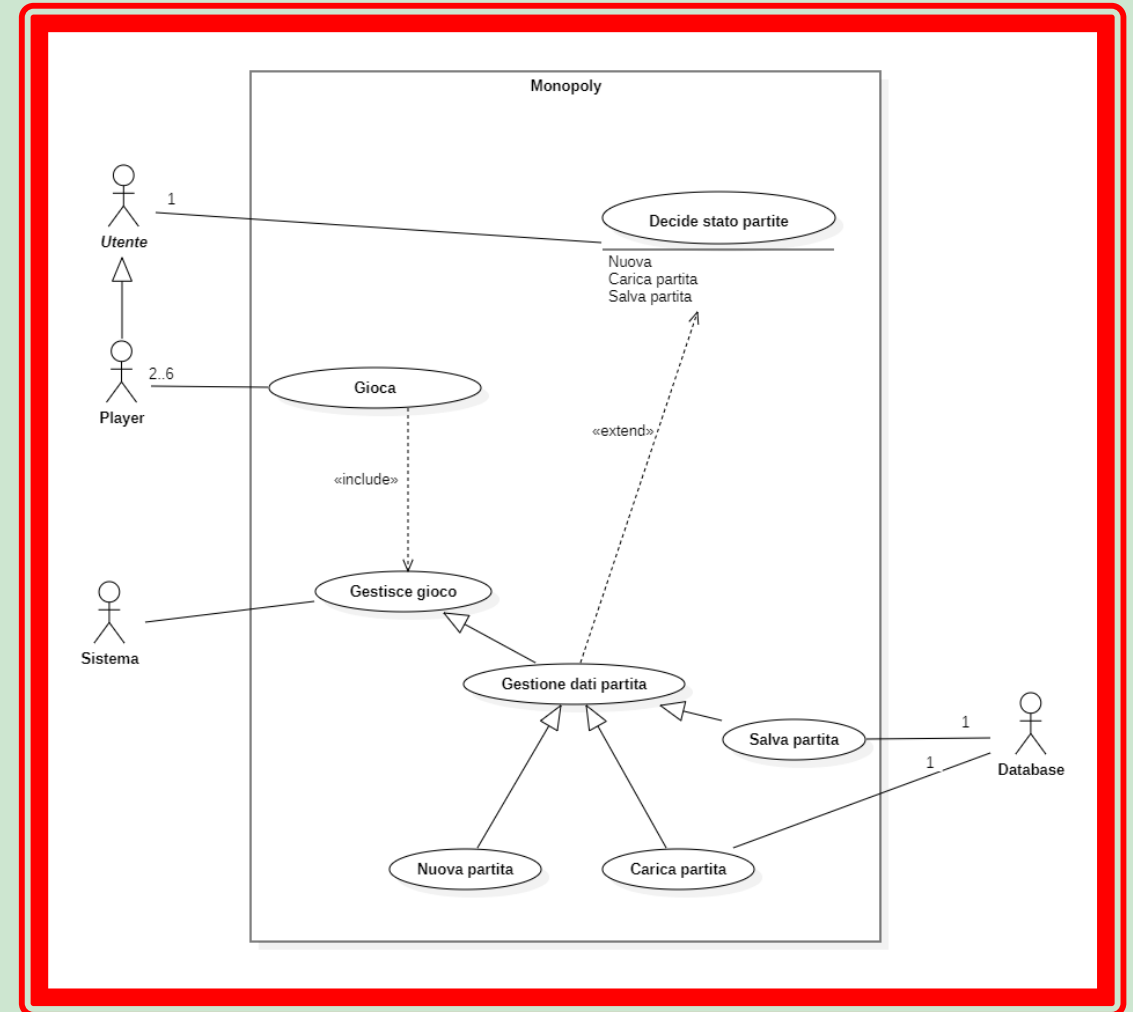 Monopoly
1
Utente
Decide stato partite
Nuova
Carica partita
Salva partita
2..6
Player
Gioca
«extend»
«include»
Gestisce gioco
Sistema
Gestione dati partita
Salva partita
1
Database
1
Nuova partita
Carica partita